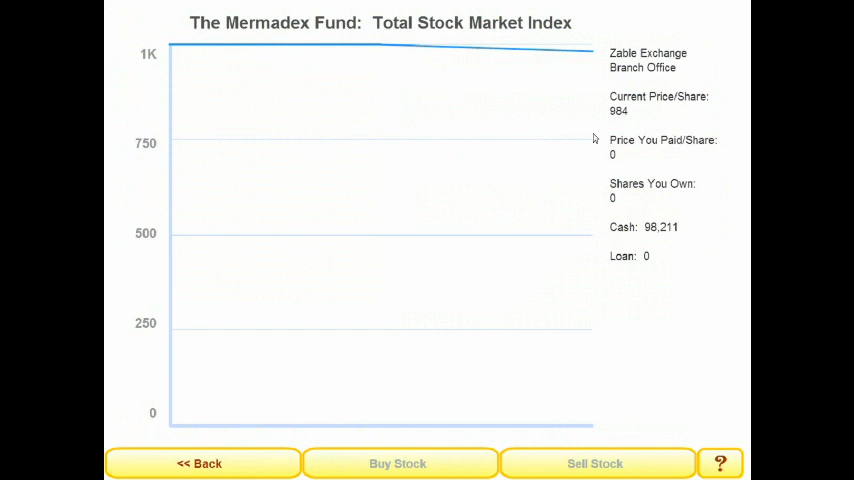 The Mermadex Fund: Total Stock Market Index
1K
750
500
250
0
Zable Exchange
Branch Office
Current Price/Share:
984
Price You Paid/Share:
0
Shares You Own:
0
Cash: 98,211
Loan: 0
<< Back
Buy Stock
Sell Stock
?